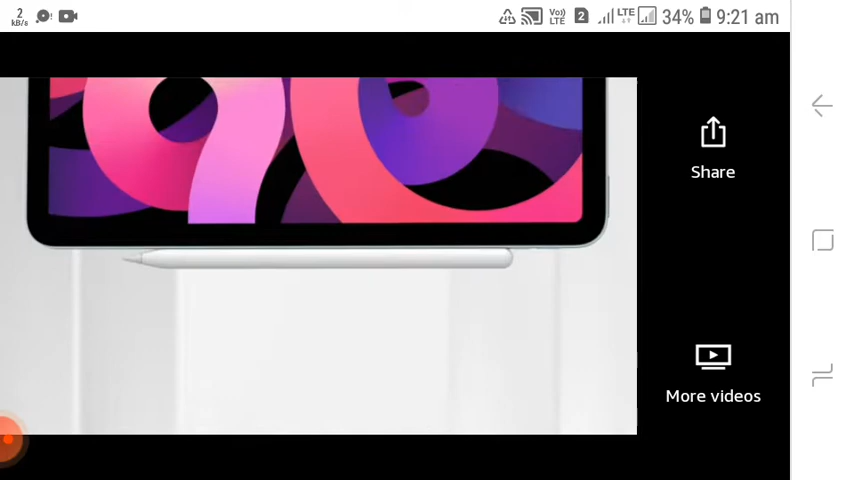 2
kB/s
Vo))
LTE
2
LTE
34%
9:21 am
Share
More videos